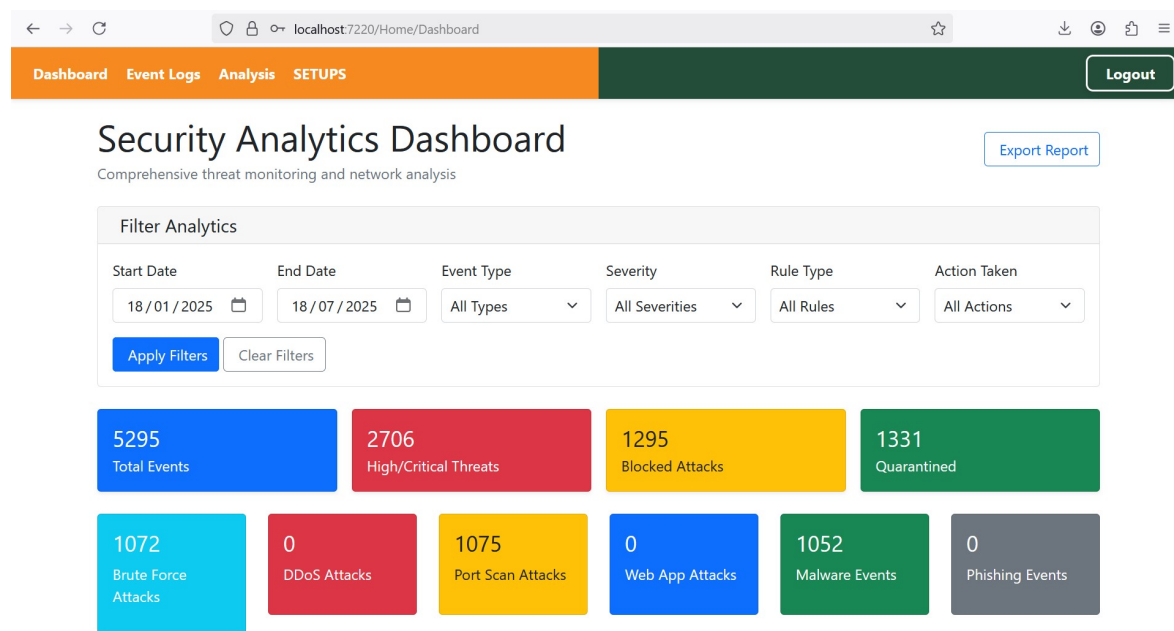 localhost:7220/Home/Dashboard
Dashboard Event Logs Analysis SETUPS Logout
Security Analytics Dashboard
Export Report
Comprehensive threat monitoring and network analysis
Filter Analytics
Start Date End Date Event Type Severity Rule Type Action Taken
18/01/2025 18/07/2025 All Types All Severities All Rules All Actions
Apply Filters Clear Filters
5295 2706 1295 1331
Total Events High/Critical Threats Blocked Attacks Quarantined
1072 0 1075 0 1052 0
Brute Force DDoS Attacks Port Scan Attacks Web App Attacks Malware Events Phishing Events
Attacks